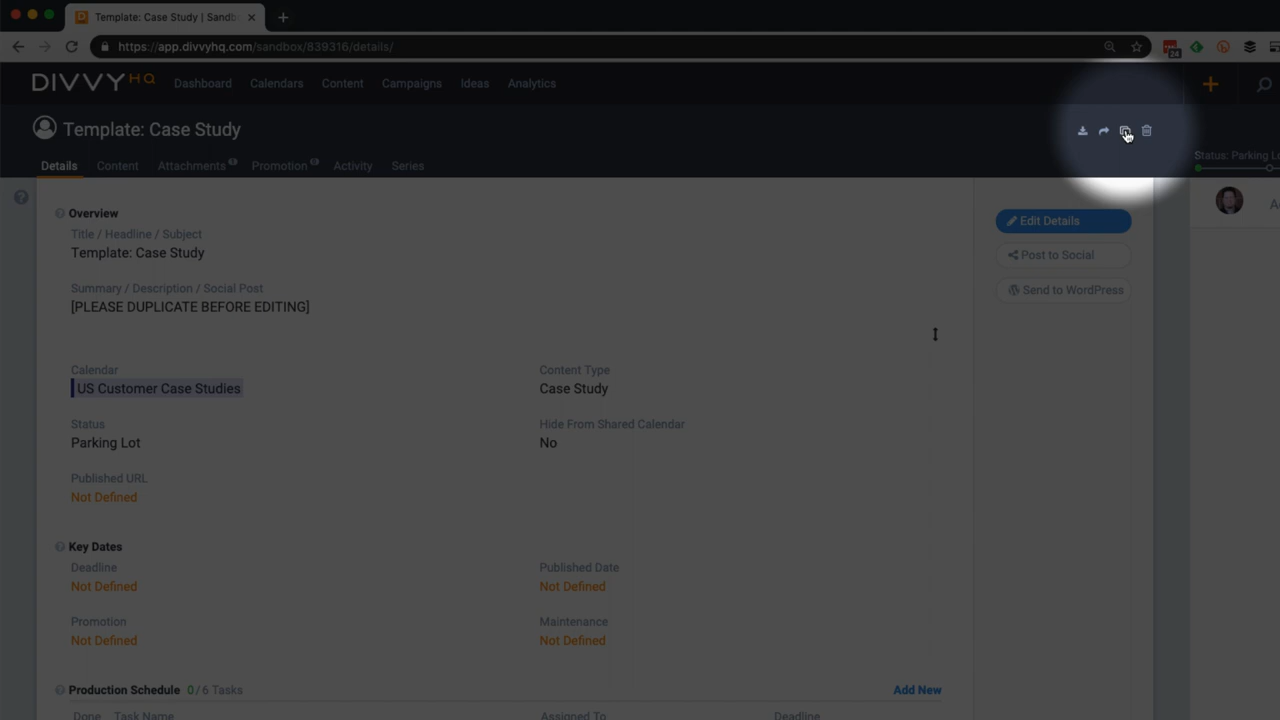 Template: Case Study | Sandb
https://app.divvyhq.com/sandbox/839316/details/
24
DIVVYHQ Dashboard Calendars Content Campaigns Ideas Analytics
Template: Case Study
Details Content Attachments Promotion Activity Series
Status: Parking Lo
Overview
Title / Headline / Subject
Template: Case Study
Edit Details
Post to Social
Summary / Description / Social Post
[PLEASE DUPLICATE BEFORE EDITING]
Send to WordPress
Calendar Content Type
US Customer Case Studies Case Study
Status Hide From Shared Calendar
Parking Lot No
Published URL
Not Defined
Key Dates
Deadline Published Date
Not Defined Not Defined
Promotion Maintenance
Not Defined Not Defined
Production Schedule 0/6 Tasks Add New
Done Task Name Assigned To Deadline